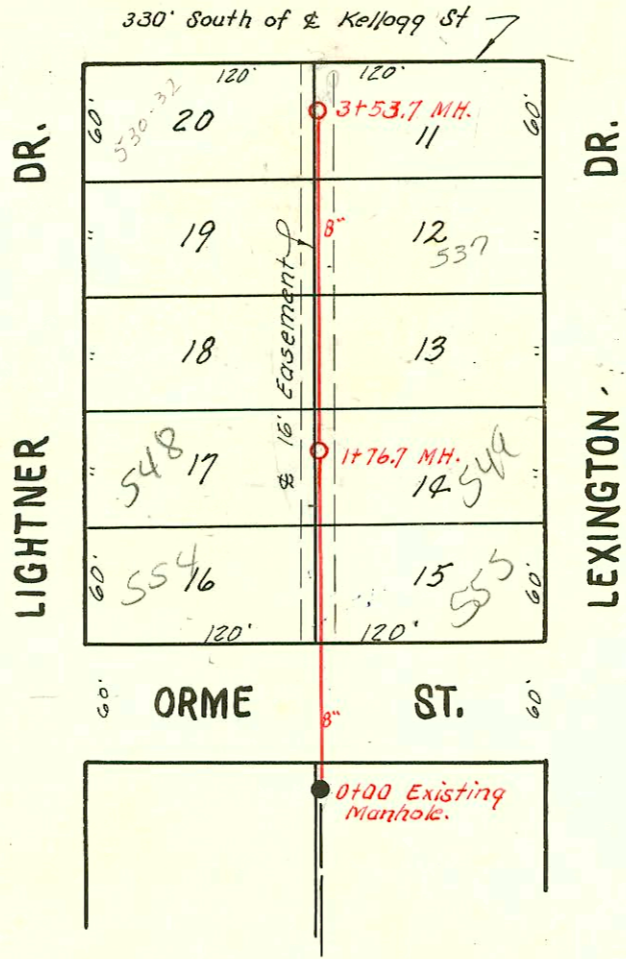 330' South of ℄ Kellogg St
120' 120'
60' 530-32 20 3+53.7 MH. 11 60'
DR. DR.
" 19 8" 12 "
537
℄ 16' Easement
" 18 13 "
548 17 1+76.7 MH. 14 549 "
LIGHTNER LEXINGTON
60' 554 16 15 555 60'
120' 120'
60' ORME ST. 60'
8"
0+00 Existing
Manhole.